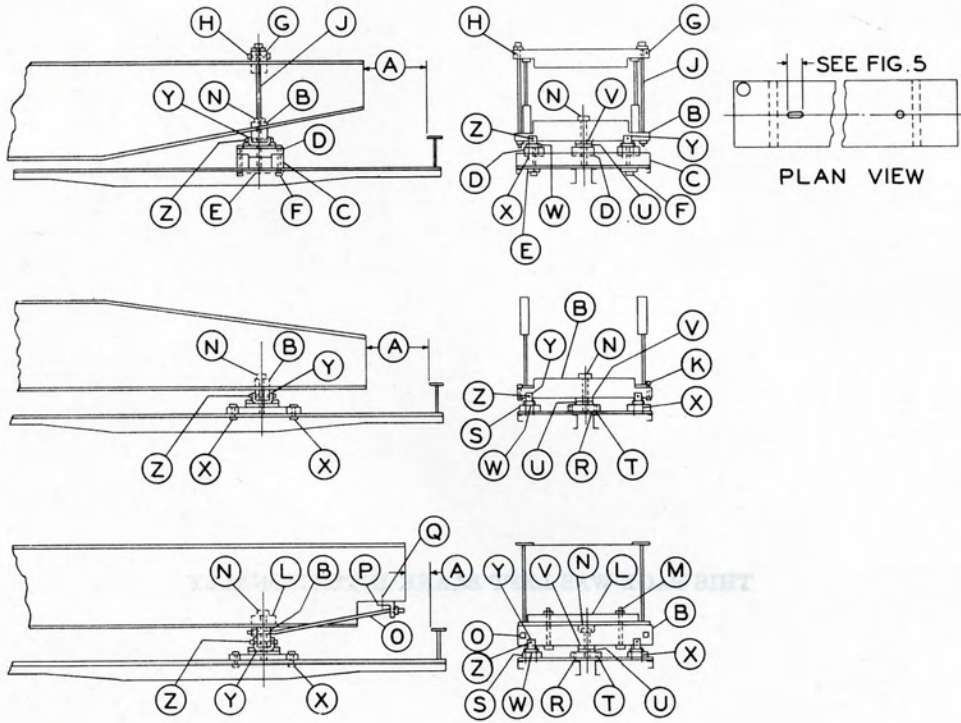 H G J
A
Y N B
D
Z E F C
H G
J
N V
Z B
Y
D C
X W D U F
E
SEE FIG.5
PLAN VIEW
N B Y
A
Z X X
B N V
Y K
Z X
S
W U R T
Q
N L B P A
O
Z Y X
Y V N L M
O B
Z X
S W R T U